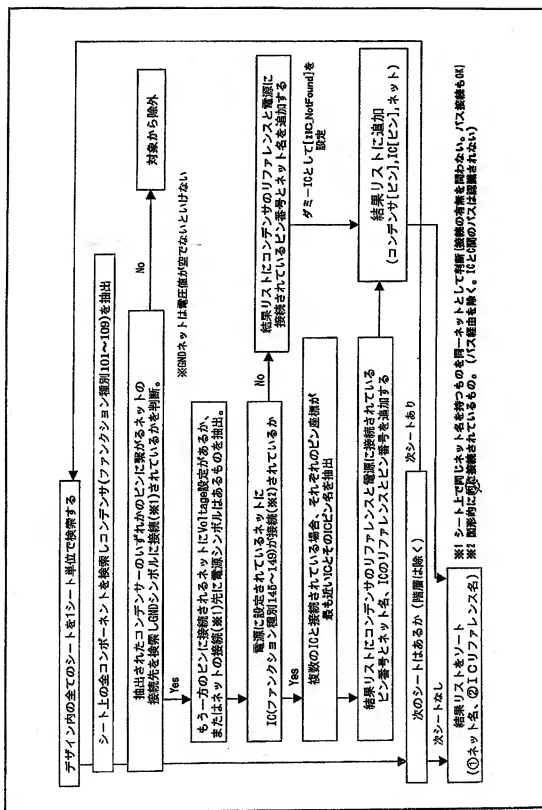 デザイン内の全てのシートを1シート単位で検索する
シート上の全コンポーネントを検索しコンデンサ(ファンクション種別101~109)を抽出
抽出されたコンデンサーのいずれかのピンに繋がるネットの
接続先を検索しGNDシンボルに接続(※1)されているかを判断。
No
対象から除外
※GNDネットは電圧値が空でないといけない
Yes
もう一方のピンに接続されるネットにVoltage設定があるか、
またはネットの接続(※1)先に電源シンボルはあるものを抽出。
電源に設定されているネットに
IC(ファンクション種別145~149)が接続(※2)されているか
No
結果リストにコンデンサのリファレンスと電源に
接続されているピン番号とネット名を追加する
Yes
ダミーICとして[zIC_NotFound]を
設定
複数のICと接続されている場合、それぞれのピン座標が
最も近いICとそのICピン名を抽出
結果リストにコンデンサのリファレンスと電源に接続されている
ピン番号とネット名、ICのリファレンスとピン番号を追加する
結果リストに追加
(コンデンサ[ピン],IC[ピン],ネット)
次のシートはあるか(階層は除く)
次シートあり
次シートなし
結果リストをソート
(①ネット名、②ICリファレンス名)
※1 シート上で同じネット名を持つものを同一ネットとして判断(接続の有無を問わない。バス接続もOK)
※2 図形的に接続されているもの。(バス経由を除く。ICとC間のバスは認識されない)